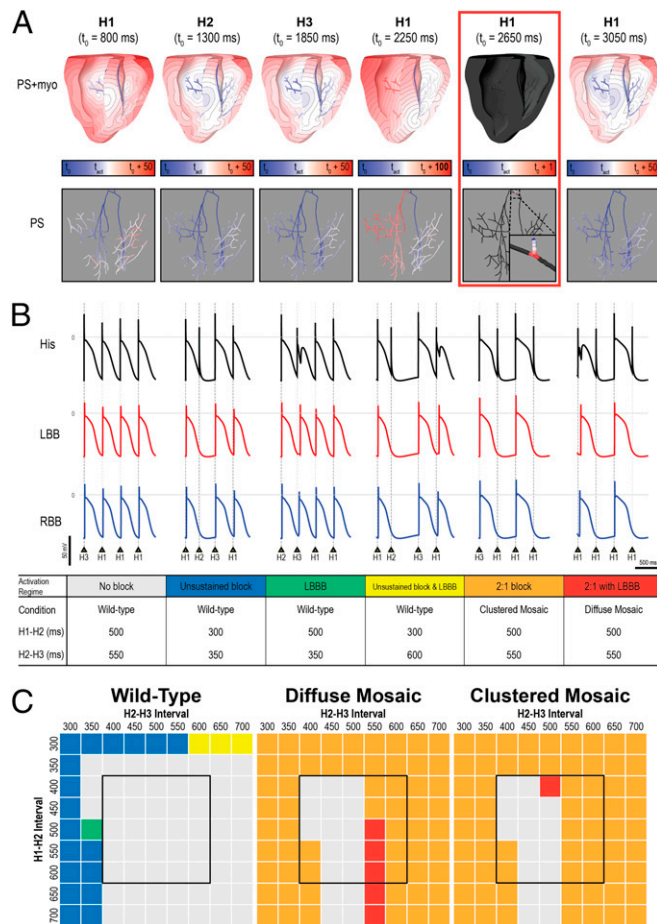 A
H1 H2 H3 H1 H1 H1
(t0 = 800 ms) (t0 = 1300 ms) (t0 = 1850 ms) (t0 = 2250 ms) (t0 = 2650 ms) (t0 = 3050 ms)
PS+myo
t0 tact t0 + 50 t0 tact t0 + 50 t0 tact t0 + 50 t0 tact t0 + 100 t0 tact t0 + 1 t0 tact t0 + 50
PS
B
His 0
LBB 0
RBB 0
50 mV
H3 H1 H1 H1 H1 H2 H3 H1 H2 H3 H1 H1 H1 H2 H3 H1 H3 H1 H1 H1 H3 H1 H1 H1
500 ms
Activation Regime No block Unsustained block LBBB Unsustained block & LBBB 2:1 block 2:1 with LBBB
Condition Wild-type Wild-type Wild-type Wild-type Clustered Mosaic Diffuse Mosaic
H1-H2 (ms) 500 300 500 300 500 500
H2-H3 (ms) 550 350 350 600 550 550
C
Wild-Type Diffuse Mosaic Clustered Mosaic
H2-H3 Interval H2-H3 Interval H2-H3 Interval
300 350 400 450 500 550 600 700 300 350 400 450 500 550 600 700 300 350 400 450 500 550 600 700
H1-H2 Interval
300
350
400
450
500
550
600
650
700